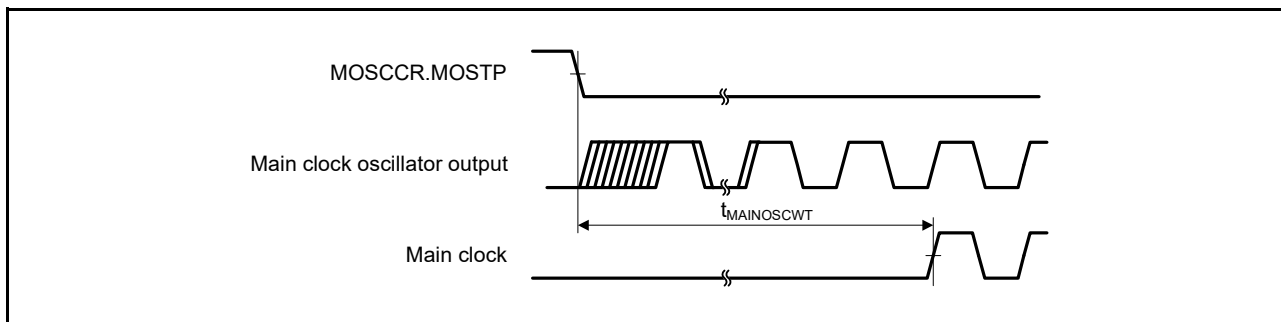 MOSCCR.MOSTP
Main clock oscillator output
tMAINOSCWT
Main clock